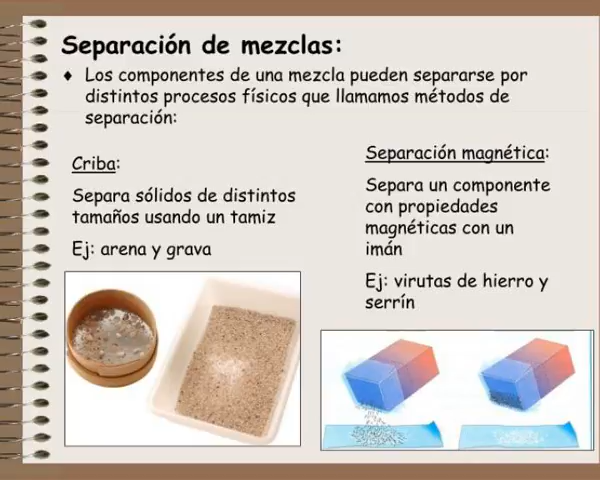 Separación de mezclas:
♦ Los componentes de una mezcla pueden separarse por
distintos procesos físicos que llamamos métodos de
separación:
Criba:
Separa sólidos de distintos
tamaños usando un tamiz
Ej: arena y grava
Separación magnética:
Separa un componente
con propiedades
magnéticas con un
imán
Ej: virutas de hierro y
serrín